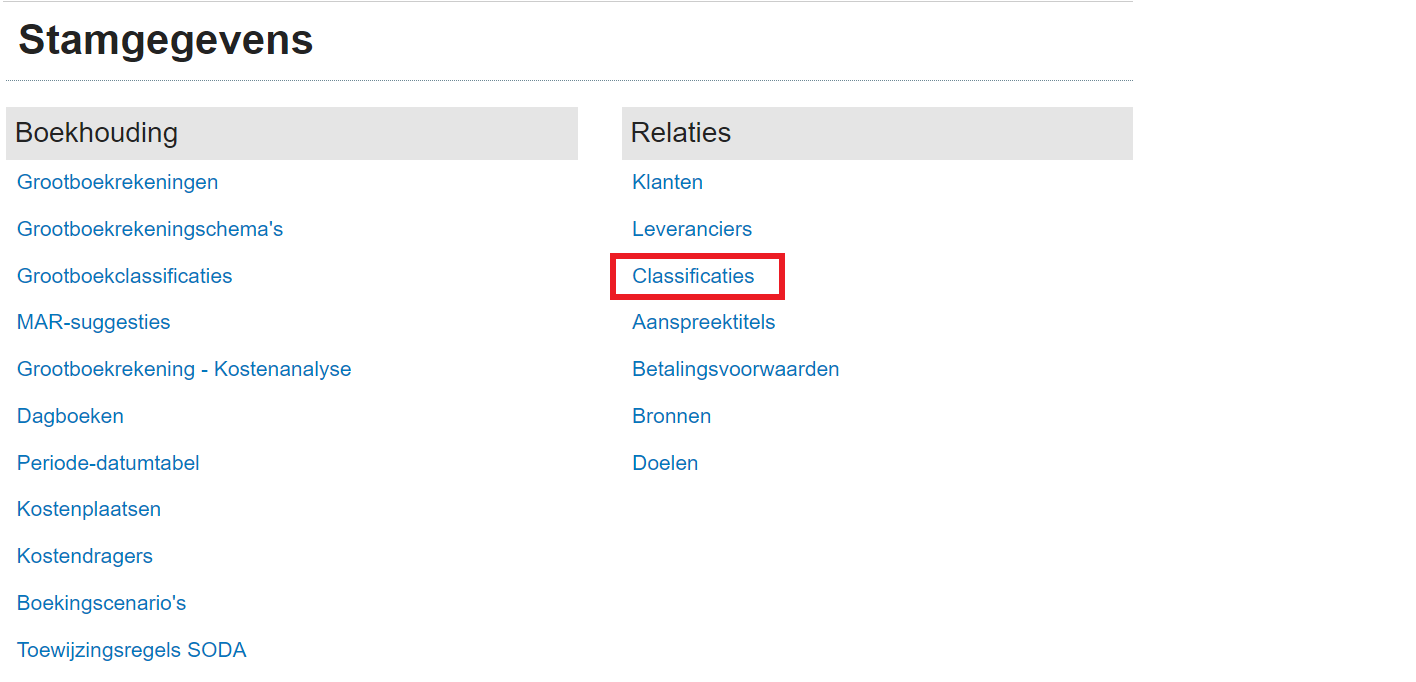 Stamgegevens
Boekhouding
Grootboekrekeningen
Grootboekrekeningschema's
Grootboekclassificaties
MAR-suggesties
Grootboekrekening - Kostenanalyse
Dagboeken
Periode-datumtabel
Kostenplaatsen
Kostendragers
Boekingscenario's
Toewijzingsregels SODA
Relaties
Klanten
Leveranciers
Classificaties
Aanspreektitels
Betalingsvoorwaarden
Bronnen
Doelen